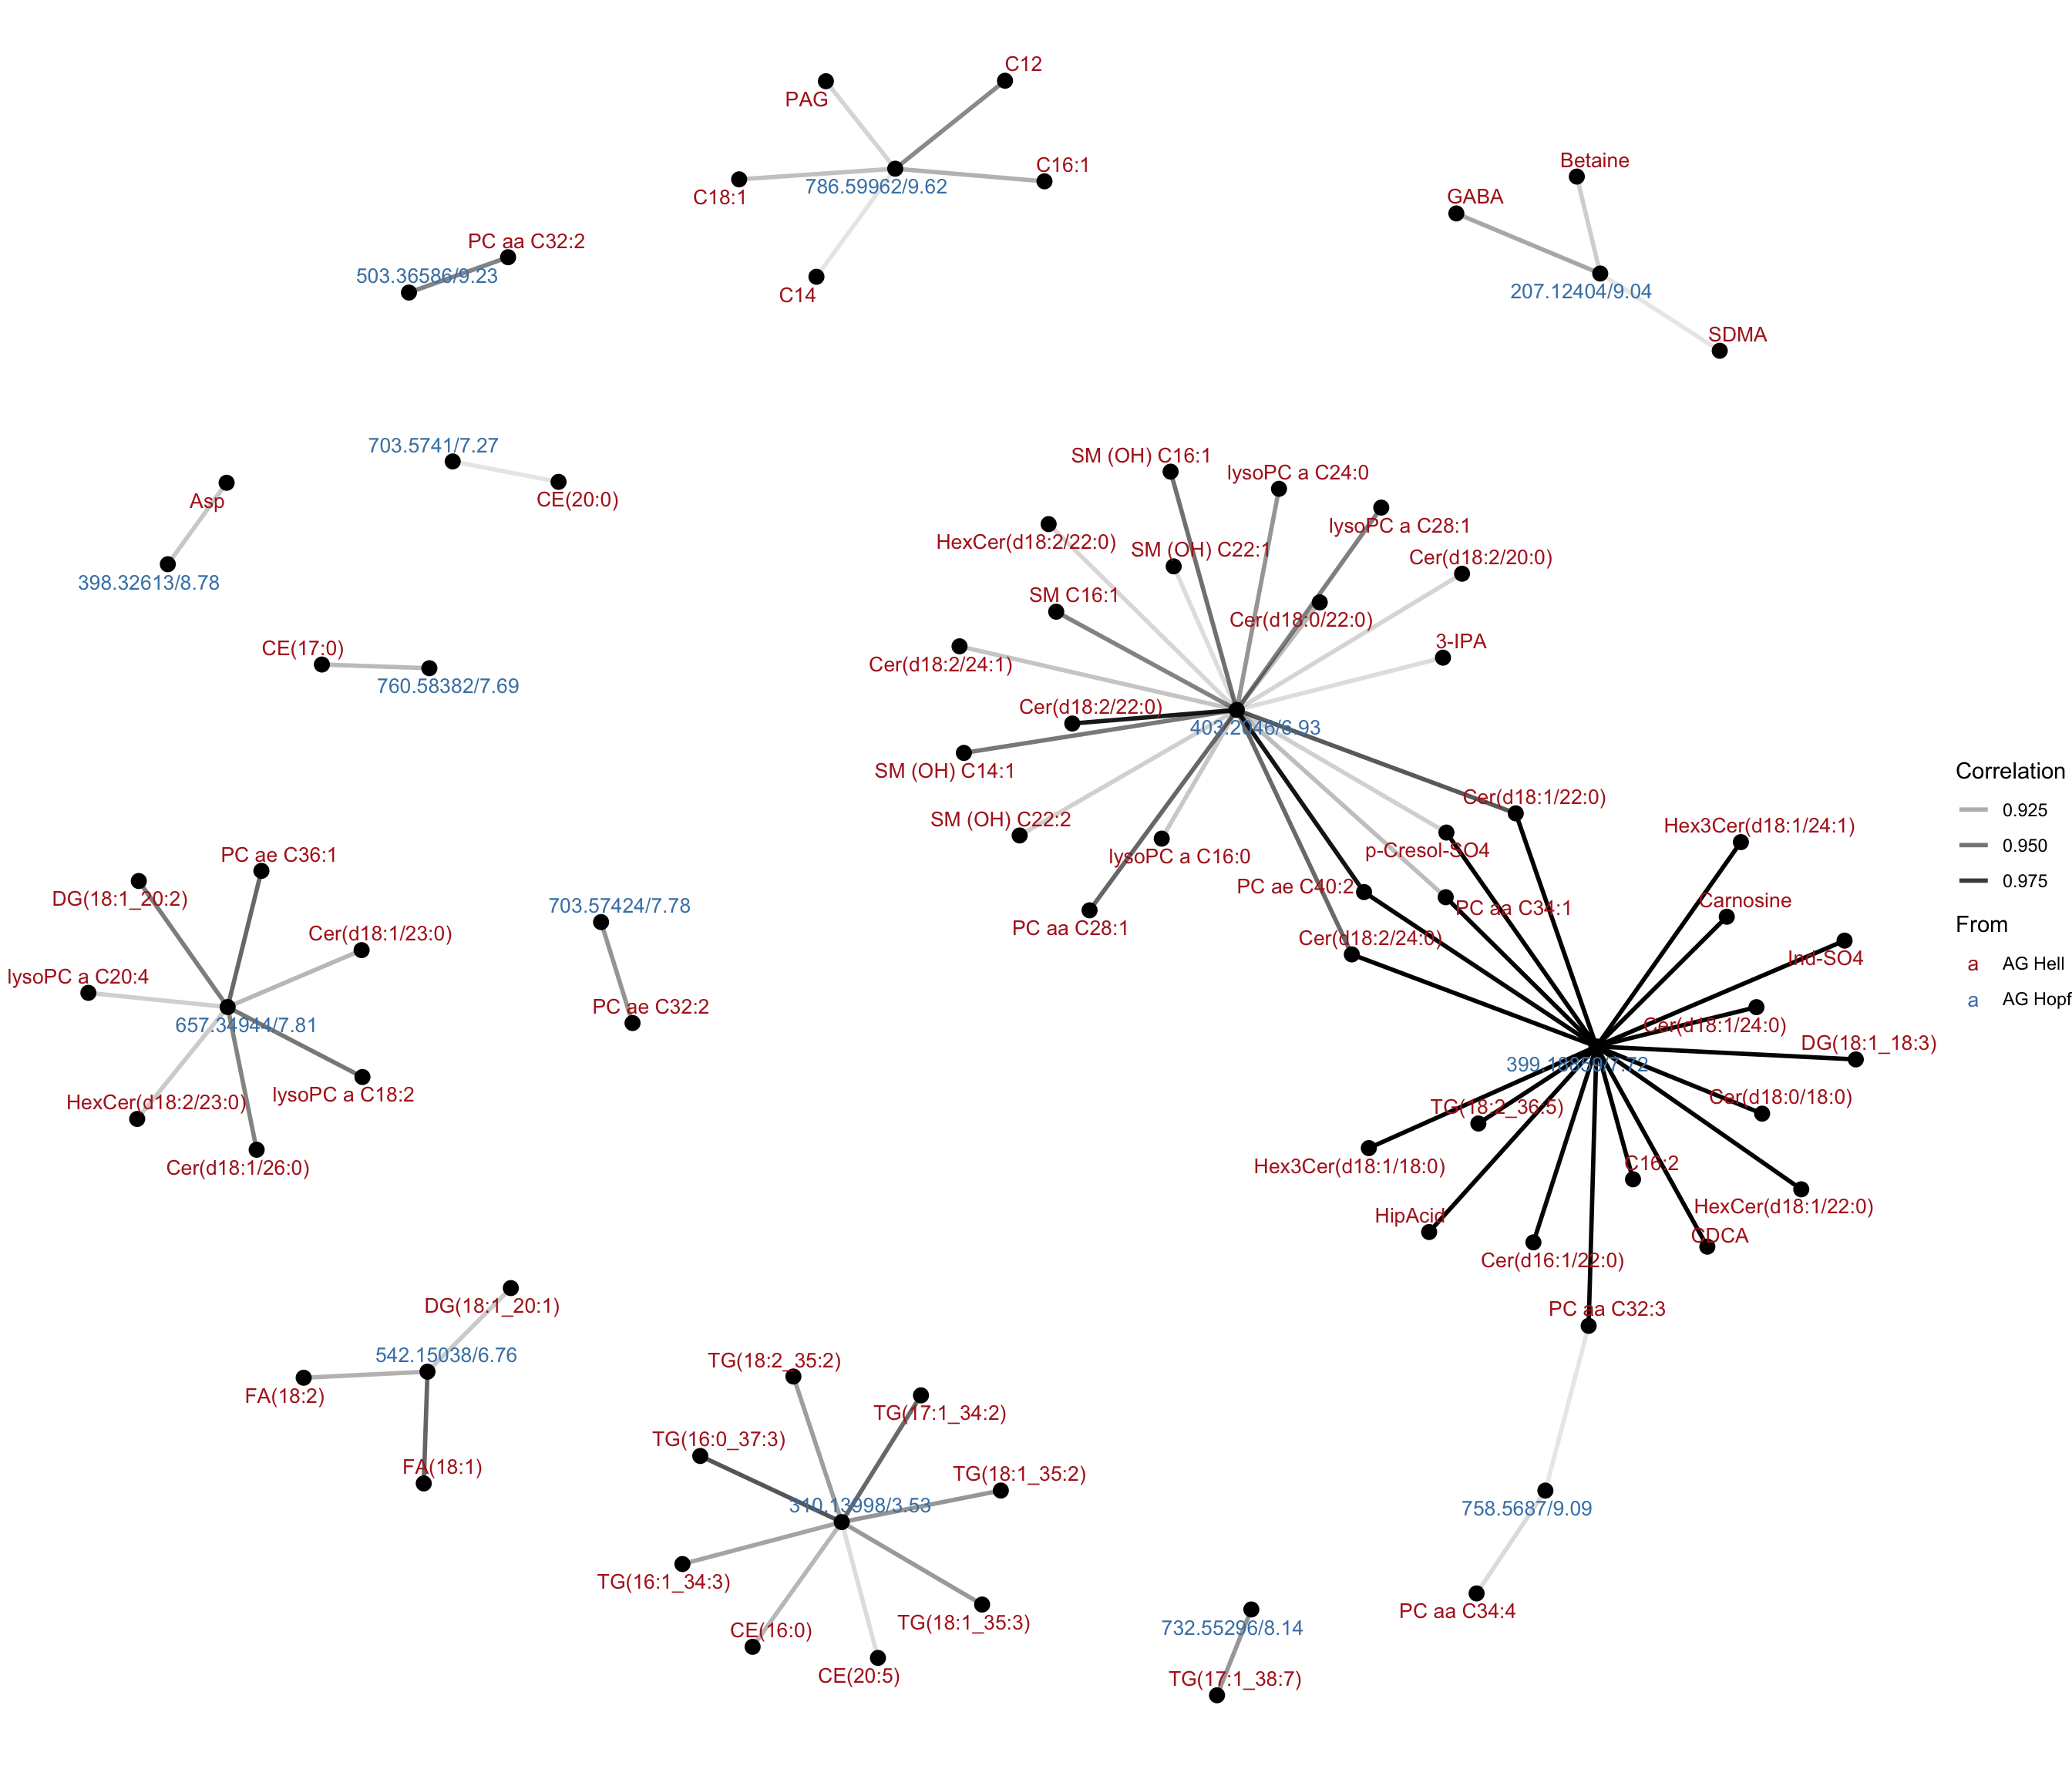 C12
PAG
C16:1
C18:1
786.59962/9.62
C14
Betaine
GABA
207.12404/9.04
SDMA
PC aa C32:2
503.36586/9.23
703.5741/7.27
CE(20:0)
Asp
398.32613/8.78
CE(17:0)
760.58382/7.69
SM (OH) C16:1
lysoPC a C24:0
lysoPC a C28:1
HexCer(d18:2/22:0)
SM (OH) C22:1
Cer(d18:2/20:0)
SM C16:1
Cer(d18:0/22:0)
3-IPA
Cer(d18:2/24:1)
Cer(d18:2/22:0)
403.2046/6.93
SM (OH) C14:1
SM (OH) C22:2
lysoPC a C16:0
PC aa C28:1
Cer(d18:1/22:0)
p-Cresol-SO4
PC ae C40:2
PC aa C34:1
Cer(d18:2/24:0)
Hex3Cer(d18:1/24:1)
Carnosine
Ind-SO4
Cer(d18:1/24:0)
DG(18:1_18:3)
399.18859/7.72
Cer(d18:0/18:0)
TG(18:2_36:5)
Hex3Cer(d18:1/18:0)
C16:2
HexCer(d18:1/22:0)
HipAcid
CDCA
Cer(d16:1/22:0)
PC aa C32:3
758.5687/9.09
PC aa C34:4
PC ae C36:1
DG(18:1_20:2)
Cer(d18:1/23:0)
lysoPC a C20:4
657.34944/7.81
lysoPC a C18:2
HexCer(d18:2/23:0)
Cer(d18:1/26:0)
703.57424/7.78
PC ae C32:2
DG(18:1_20:1)
542.15038/6.76
FA(18:2)
FA(18:1)
TG(18:2_35:2)
TG(17:1_34:2)
TG(16:0_37:3)
TG(18:1_35:2)
310.13998/3.53
TG(16:1_34:3)
TG(18:1_35:3)
CE(16:0)
CE(20:5)
732.55296/8.14
TG(17:1_38:7)
Correlation
0.925
0.950
0.975
From
a AG Hell
a AG Hopf